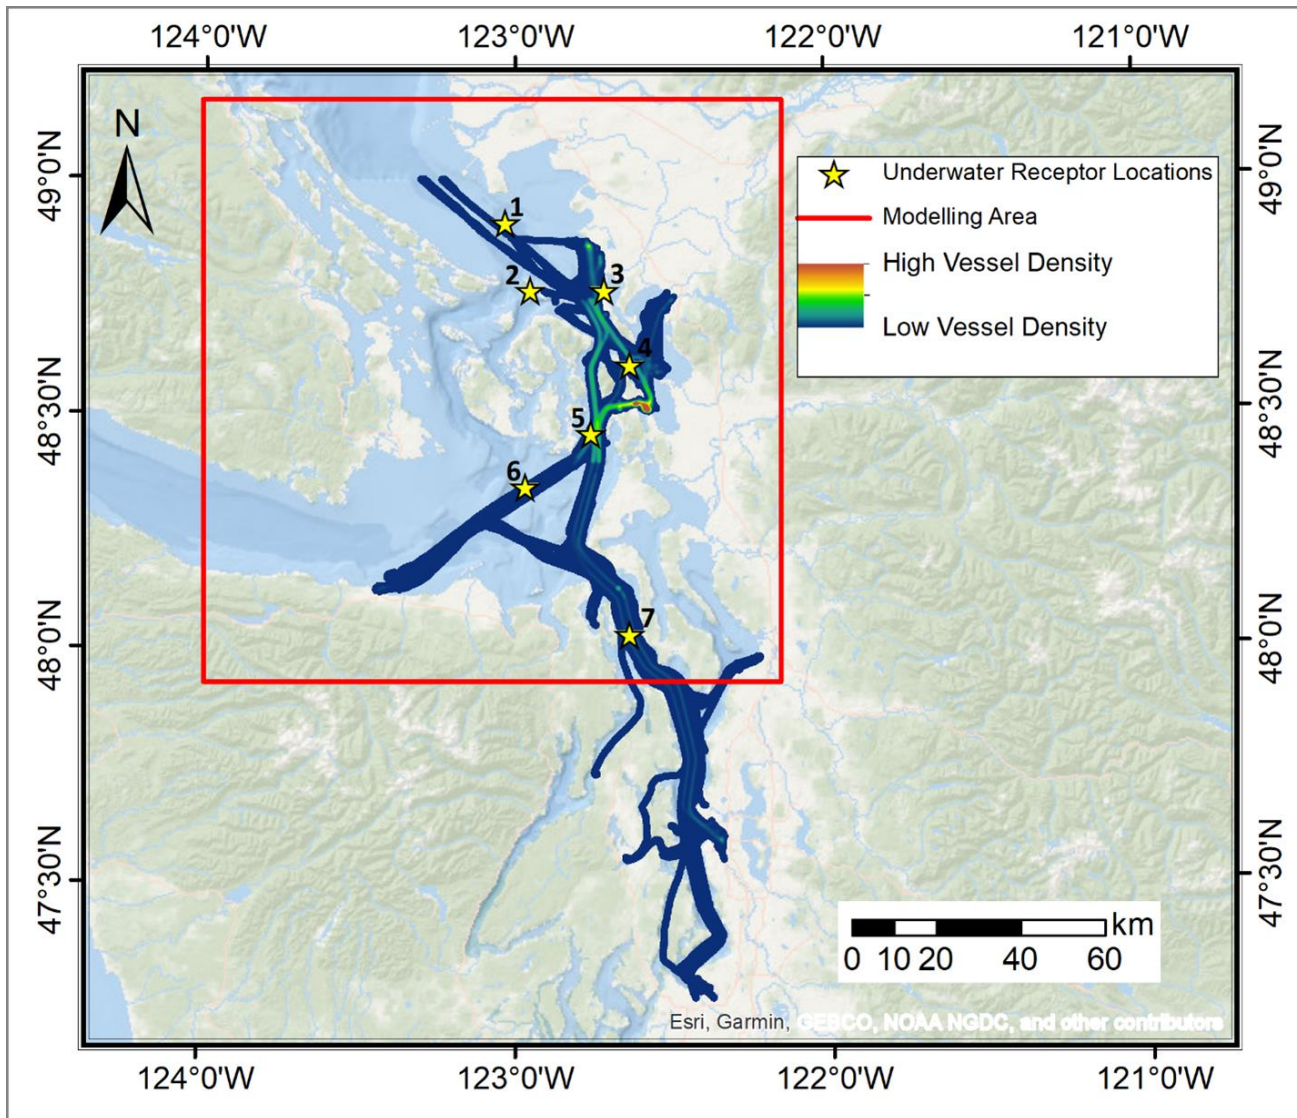 124°0'W 123°0'W 122°0'W 121°0'W
N
49°0'N
49°0'N
Underwater Receptor Locations
Modelling Area
High Vessel Density
Low Vessel Density
1
2
3
4
5
6
7
48°30'N
48°30'N
48°0'N
48°0'N
47°30'N
47°30'N
km
0 10 20 40 60
Esri, Garmin, GEBCO, NOAA NGDC, and other contributors
124°0'W 123°0'W 122°0'W 121°0'W